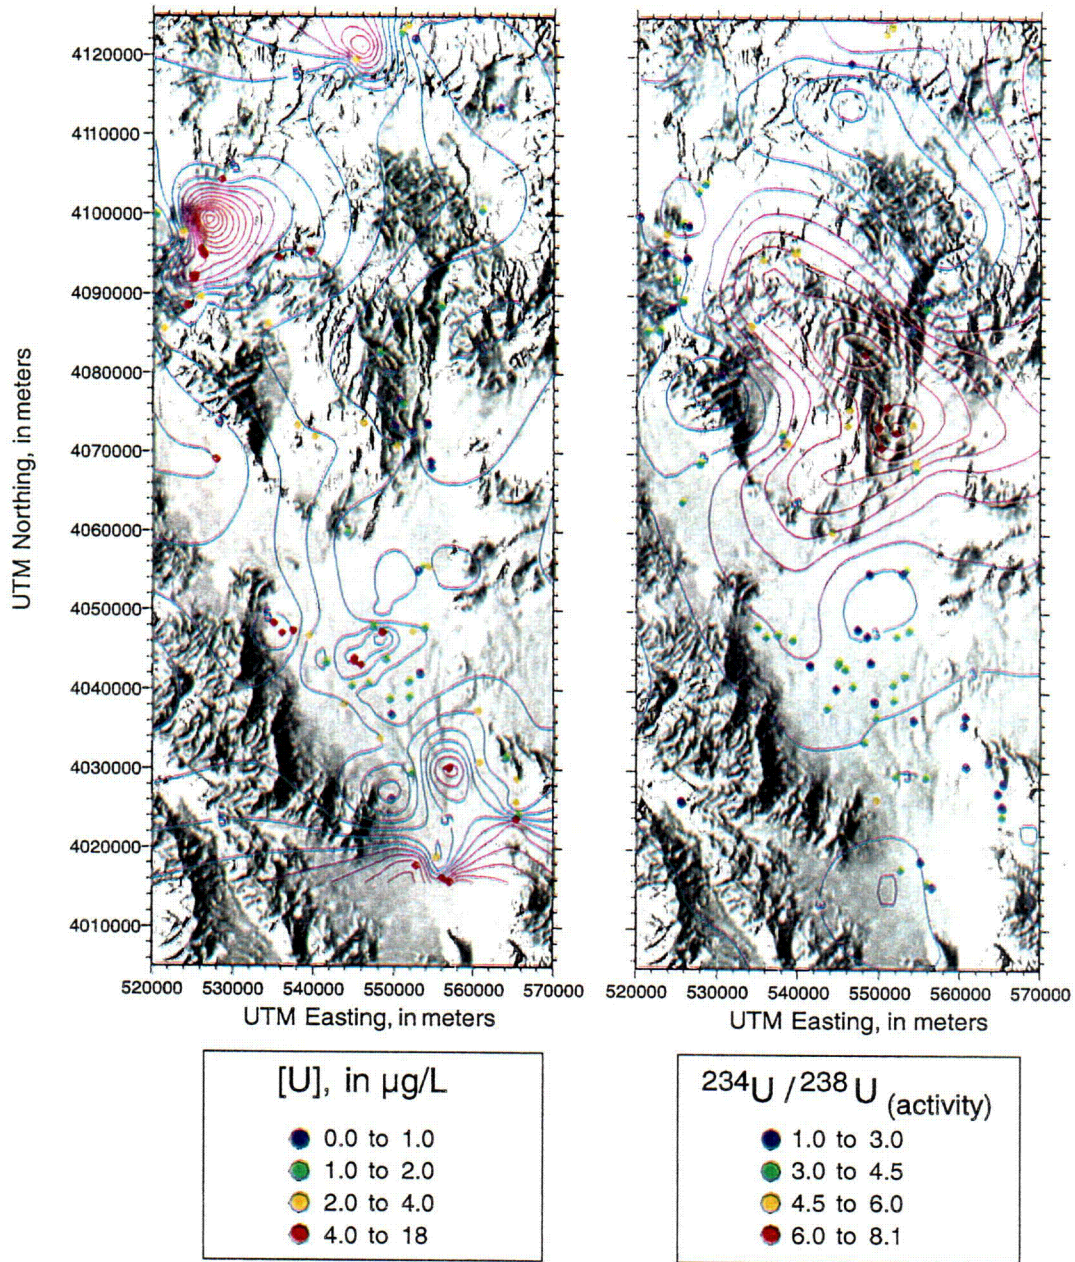 UTM Northing, in meters
4120000
4110000
4100000
4090000
4080000
4070000
4060000
4050000
4040000
4030000
4020000
4010000
520000 530000 540000 550000 560000 570000
UTM Easting, in meters
520000 530000 540000 550000 560000 570000
UTM Easting, in meters
[U], in µg/L
0.0 to 1.0
1.0 to 2.0
2.0 to 4.0
4.0 to 18
234U / 238U (activity)
1.0 to 3.0
3.0 to 4.5
4.5 to 6.0
6.0 to 8.1